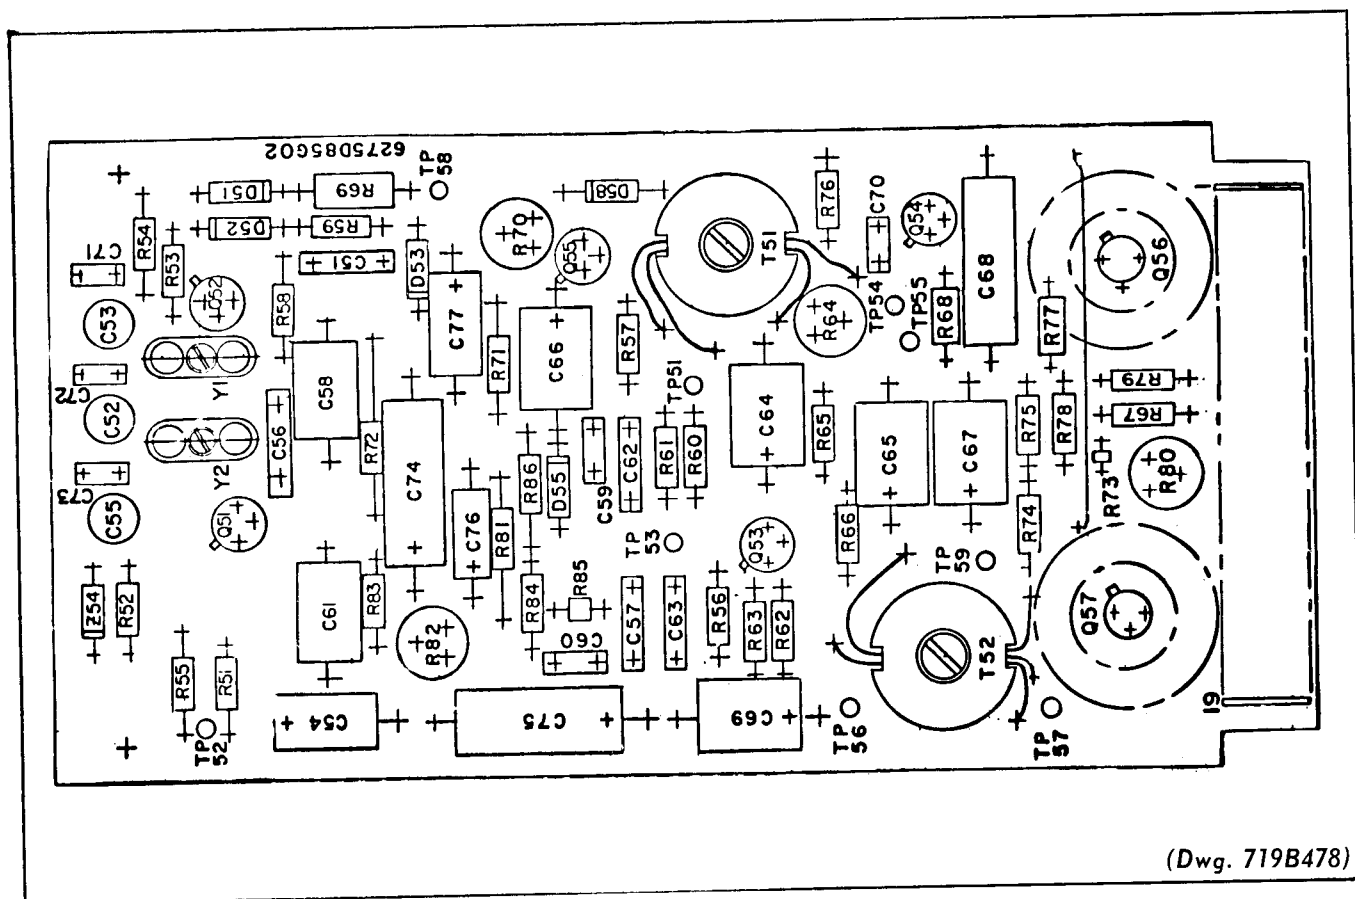 6275D85G02
TP
58
D51
R69
D58
R76
C70
R54
D52
R59
R70
T51
Q54
C71
R53
C51
D53
Q55
C68
Q56
Q52
R58
C77
R64
TP54
TP55
R68
R77
C53
Y1
R71
C66
R57
C72
C58
TP51
R79
C52
C56
R72
C74
C64
R65
R75
R78
R67
Y2
R86
D55
C62
R61
R60
C65
C67
C73
C59
R73
R80
C55
Q51
C76
R81
TP
53
Q53
R66
R74
TP
59
Z54
R52
C61
R83
R84
R85
C57
C63
R56
R63
R62
Q57
R82
C60
T52
R55
R51
19
TP
52
C54
C75
C69
TP
56
TP
57
(Dwg. 719B478)